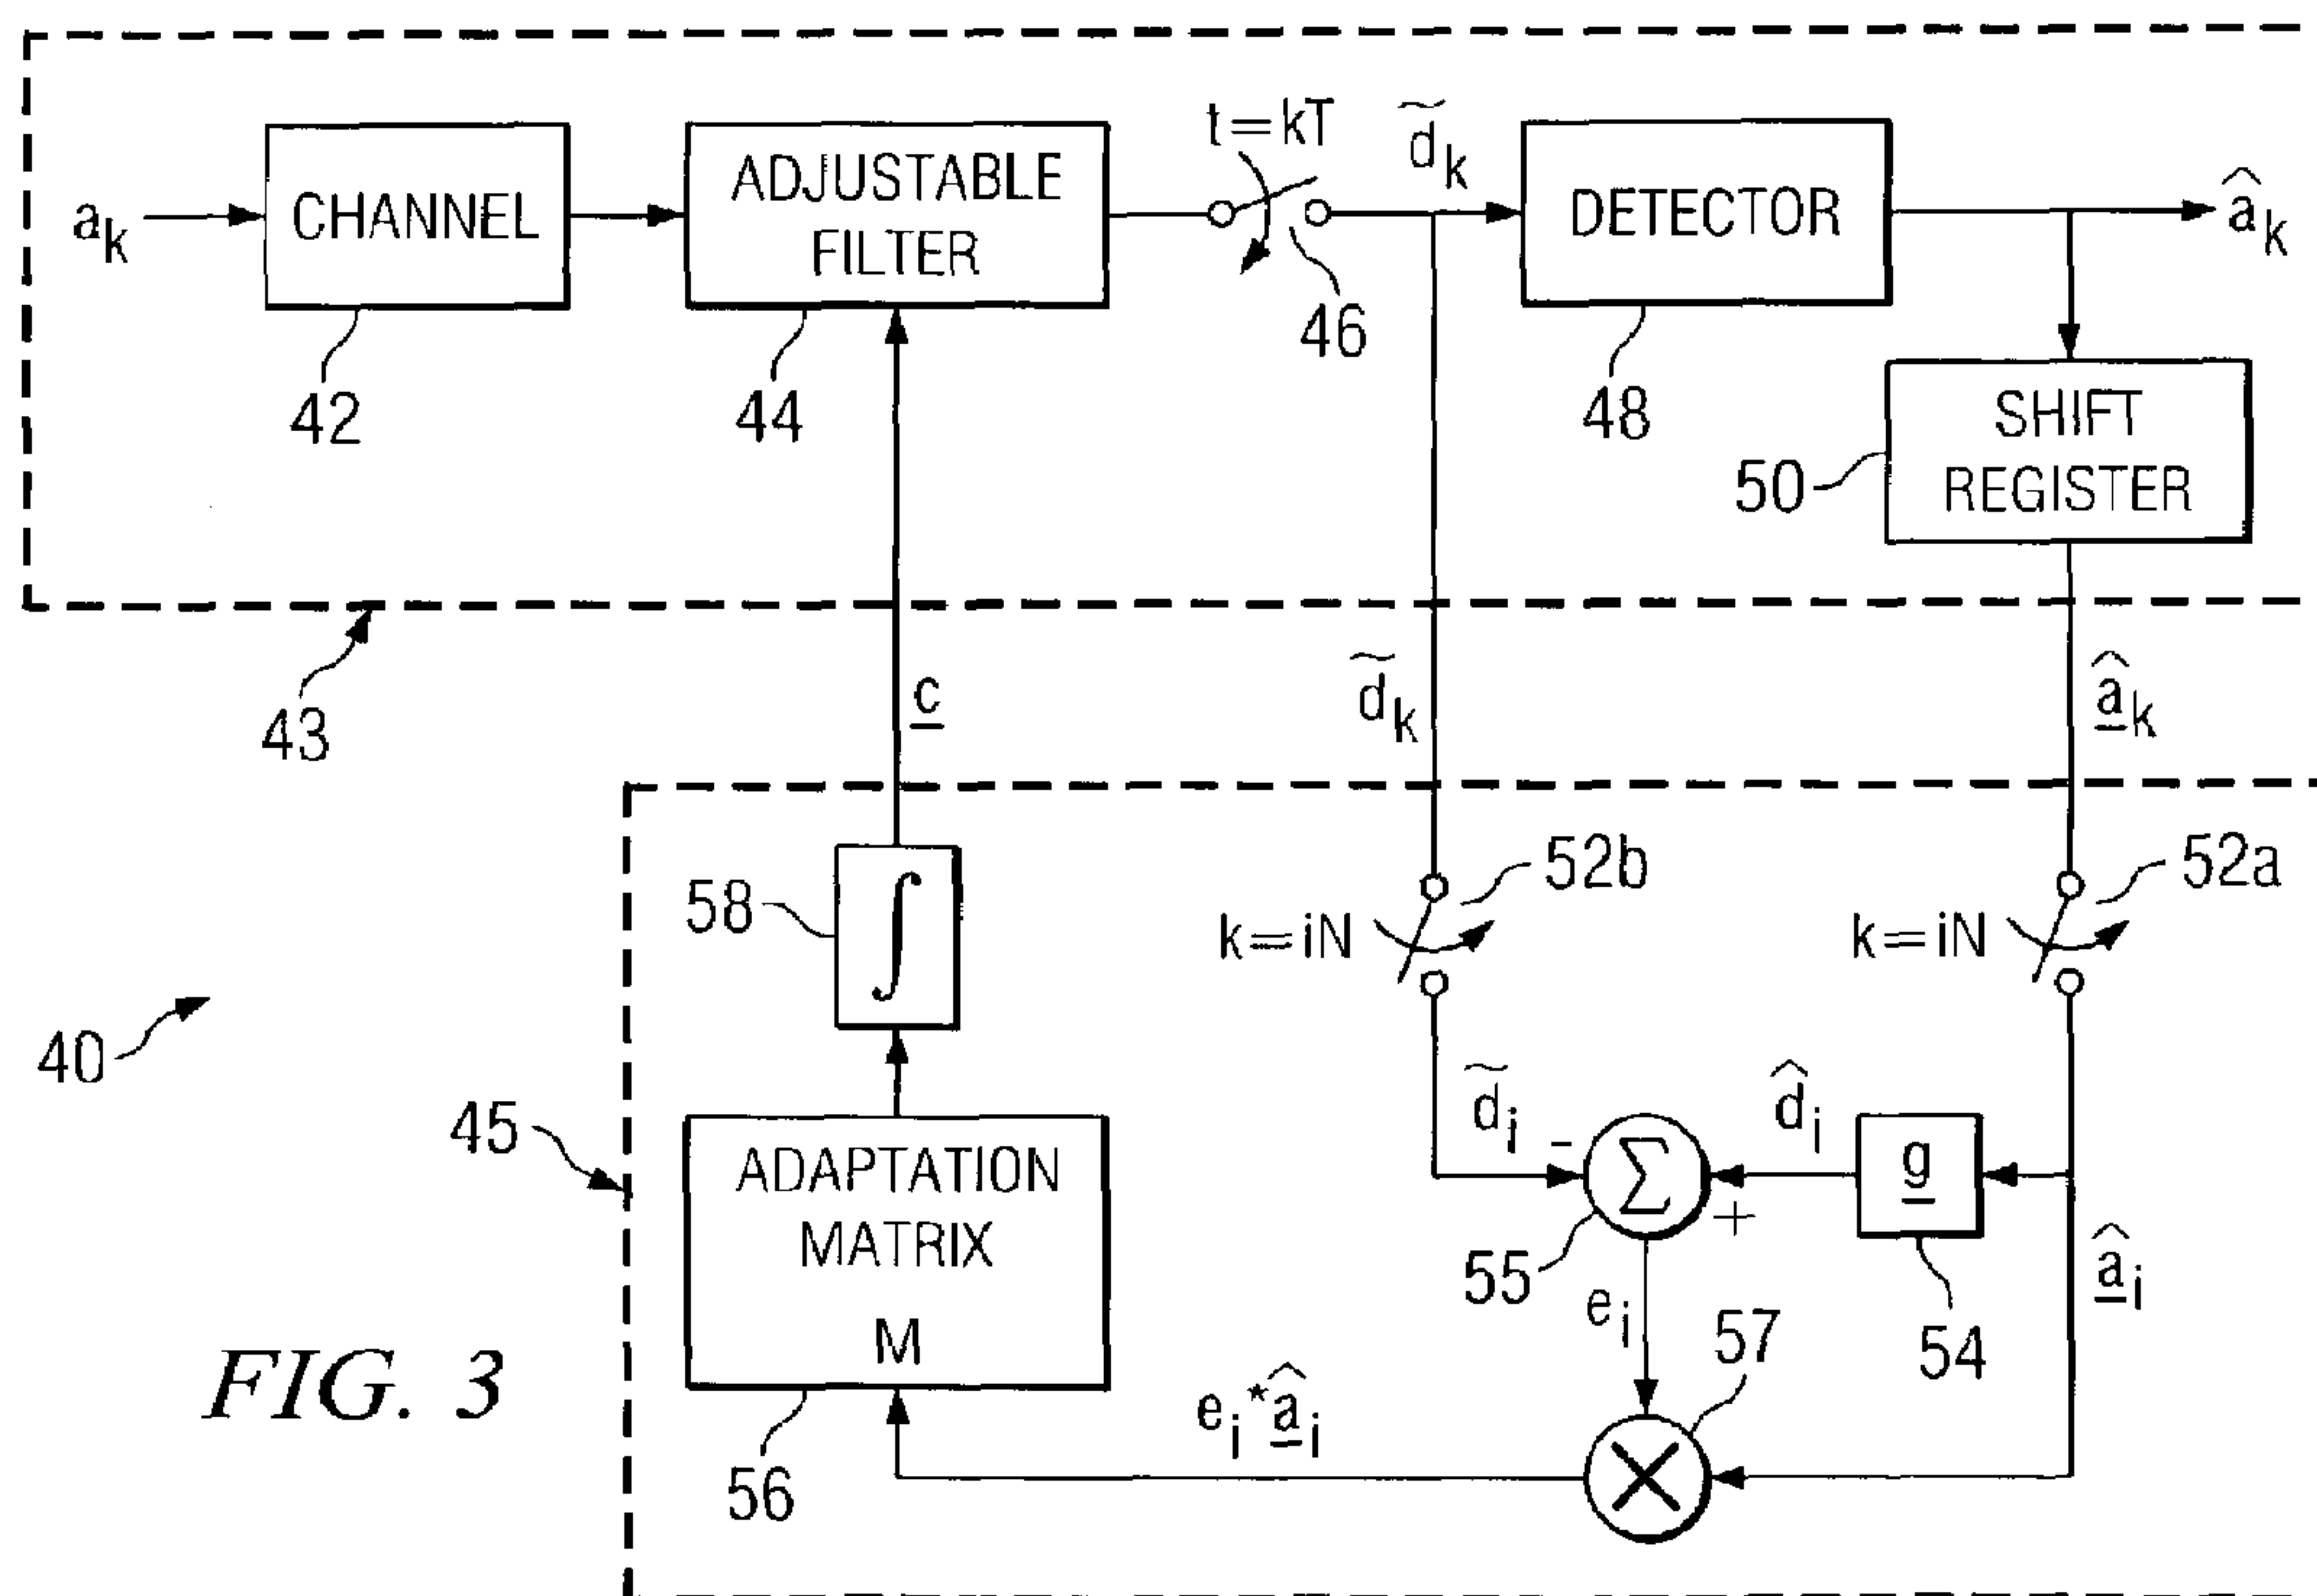 t=kT
d̃k
ak
CHANNEL
ADJUSTABLE
FILTER
DETECTOR
âk
42
44
46
48
SHIFT
REGISTER
50
43
c
d̃k
âk
58
∫
52b
52a
k=iN
k=iN
40
45
ADAPTATION
MATRIX
M
d̃i
-
Σ
+
d̂i
g
55
ei
54
âi
57
ei*âi
56
FIG. 3